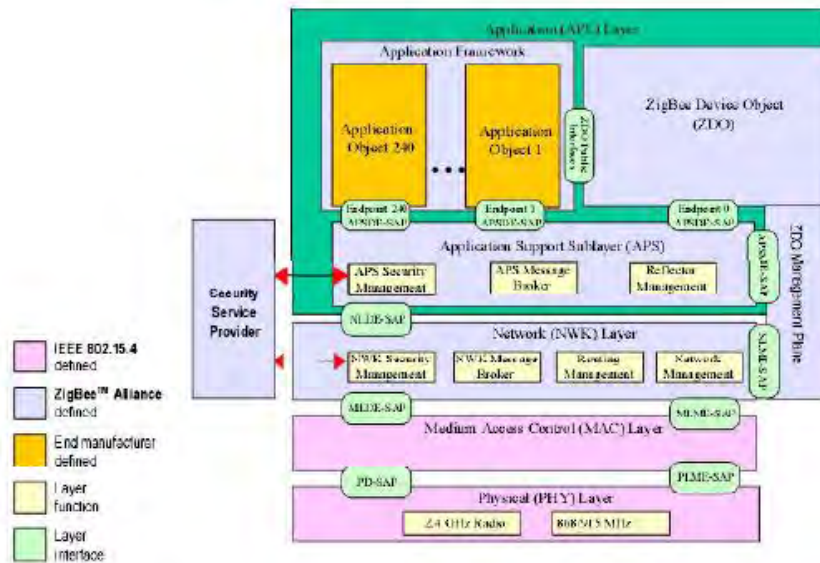 Application (APL) Layer
Application Framework
Application
Object 240
Application
Object 1
ZDO Public
Interfaces
ZigBee Device Object
(ZDO)
Endpoint 240
APSDE-SAP
Endpoint 1
APSDE-SAP
Endpoint 0
APSDE-SAP
Application Support Sublayer (APS)
APS Security
Management
APS Message
Broker
Reflector
Management
APSME-SAP
ZDO Management Plane
Security
Service
Provider
NLDE-SAP
Network (NWK) Layer
NWK Security
Management
NWK Message
Broker
Routing
Management
Network
Management
NLME-SAP
MLDE-SAP
MLME-SAP
Medium Access Control (MAC) Layer
PD-SAP
PLME-SAP
Physical (PHY) Layer
2.4 GHz Radio
868/915 MHz
IEEE 802.15.4
defined
ZigBee™ Alliance
defined
End manufacturer
defined
Layer
function
Layer
interface